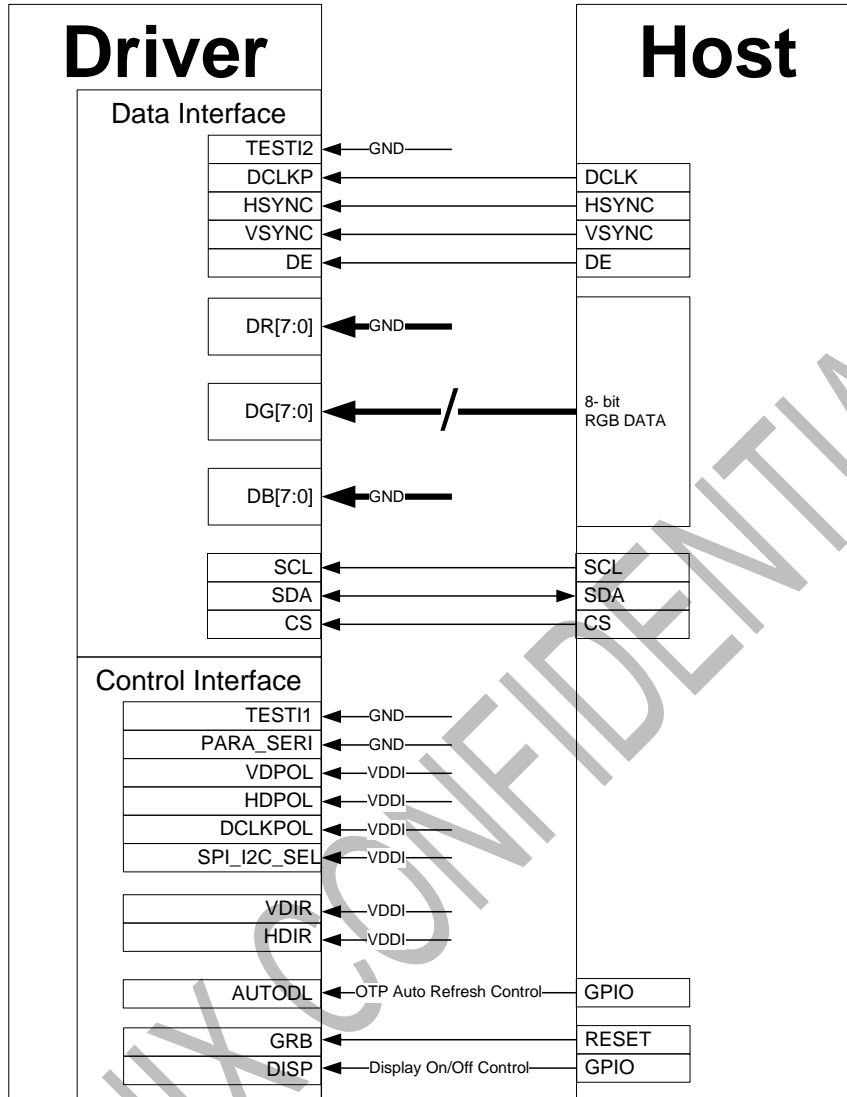 Driver
Host
Data Interface
TESTI2 GND
DCLKP DCLK
HSYNC HSYNC
VSYNC VSYNC
DE DE
DR[7:0] GND
DG[7:0] / 8- bit
RGB DATA
DB[7:0] GND
SCL SCL
SDA SDA
CS CS
Control Interface
TESTI1 GND
PARA_SERI GND
VDPOL VDDI
HDPOL VDDI
DCLKPOL VDDI
SPI_I2C_SEL VDDI
VDIR VDDI
HDIR VDDI
AUTODL OTP Auto Refresh Control GPIO
GRB RESET
DISP Display On/Off Control GPIO
CONFIDENTIA